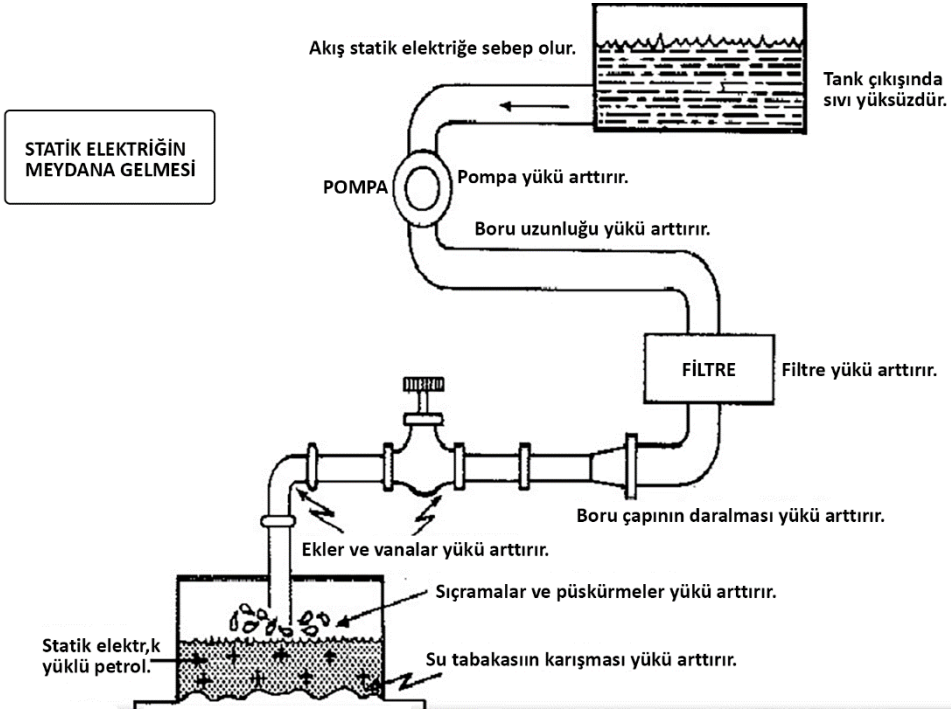 Akış statik elektriğe sebep olur.
Tank çıkışında
sıvı yüksüzdür.
STATİK ELEKTRİĞİN
MEYDANA GELMESİ
POMPA
Pompa yükü arttırır.
Boru uzunluğu yükü arttırır.
FİLTRE
Filtre yükü arttırır.
Boru çapının daralması yükü arttırır.
Ekler ve vanalar yükü arttırır.
Sıçramalar ve püskürmeler yükü arttırır.
Statik elektr,k
yüklü petrol.
Su tabakasıın karışması yükü arttırır.